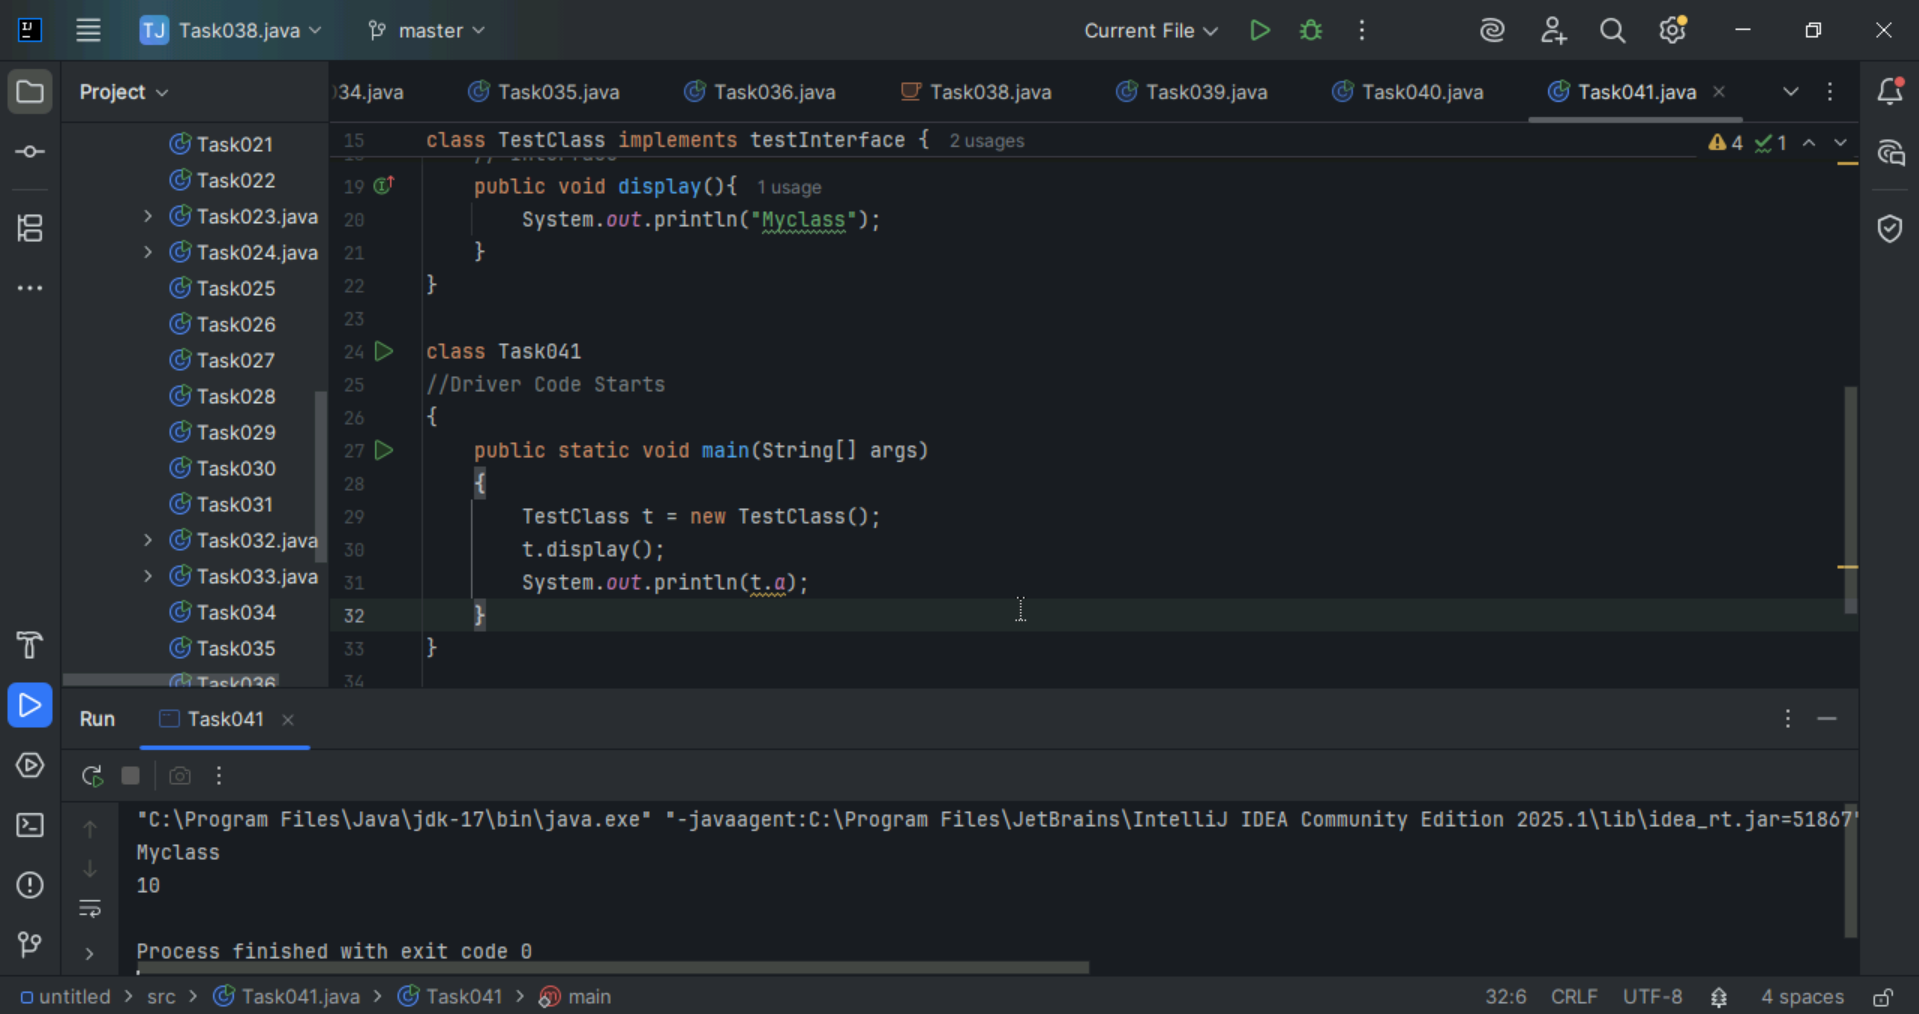 TJ Task038.java master Current File
Project
34.java Task035.java Task036.java Task038.java Task039.java Task040.java Task041.java
Task021
Task022
Task023.java
Task024.java
Task025
Task026
Task027
Task028
Task029
Task030
Task031
Task032.java
Task033.java
Task034
Task035
Task036
15 class TestClass implements testInterface { 2 usages
4 1
// interface
19 public void display(){ 1 usage
20 System.out.println("Myclass");
21 }
22 }
23
24 class Task041
25 //Driver Code Starts
26 {
27 public static void main(String[] args)
28 {
29 TestClass t = new TestClass();
30 t.display();
31 System.out.println(t.a);
32 }
33 }
34
Run Task041
"C:\Program Files\Java\jdk-17\bin\java.exe" "-javaagent:C:\Program Files\JetBrains\IntelliJ IDEA Community Edition 2025.1\lib\idea_rt.jar=51867"
Myclass
10
Process finished with exit code 0
untitled > src > Task041.java > Task041 > main
32:6 CRLF UTF-8 4 spaces